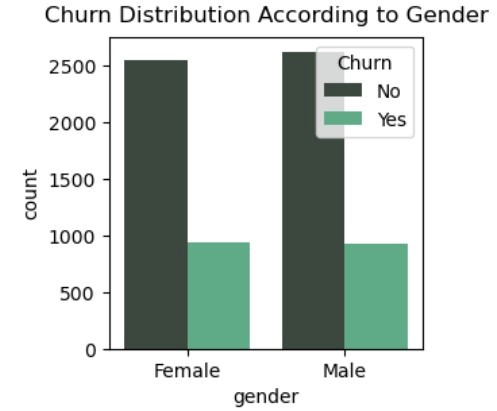 Churn Distribution According to Gender
Churn
No
Yes
2500
2000
1500
1000
500
0
count
Female Male
gender